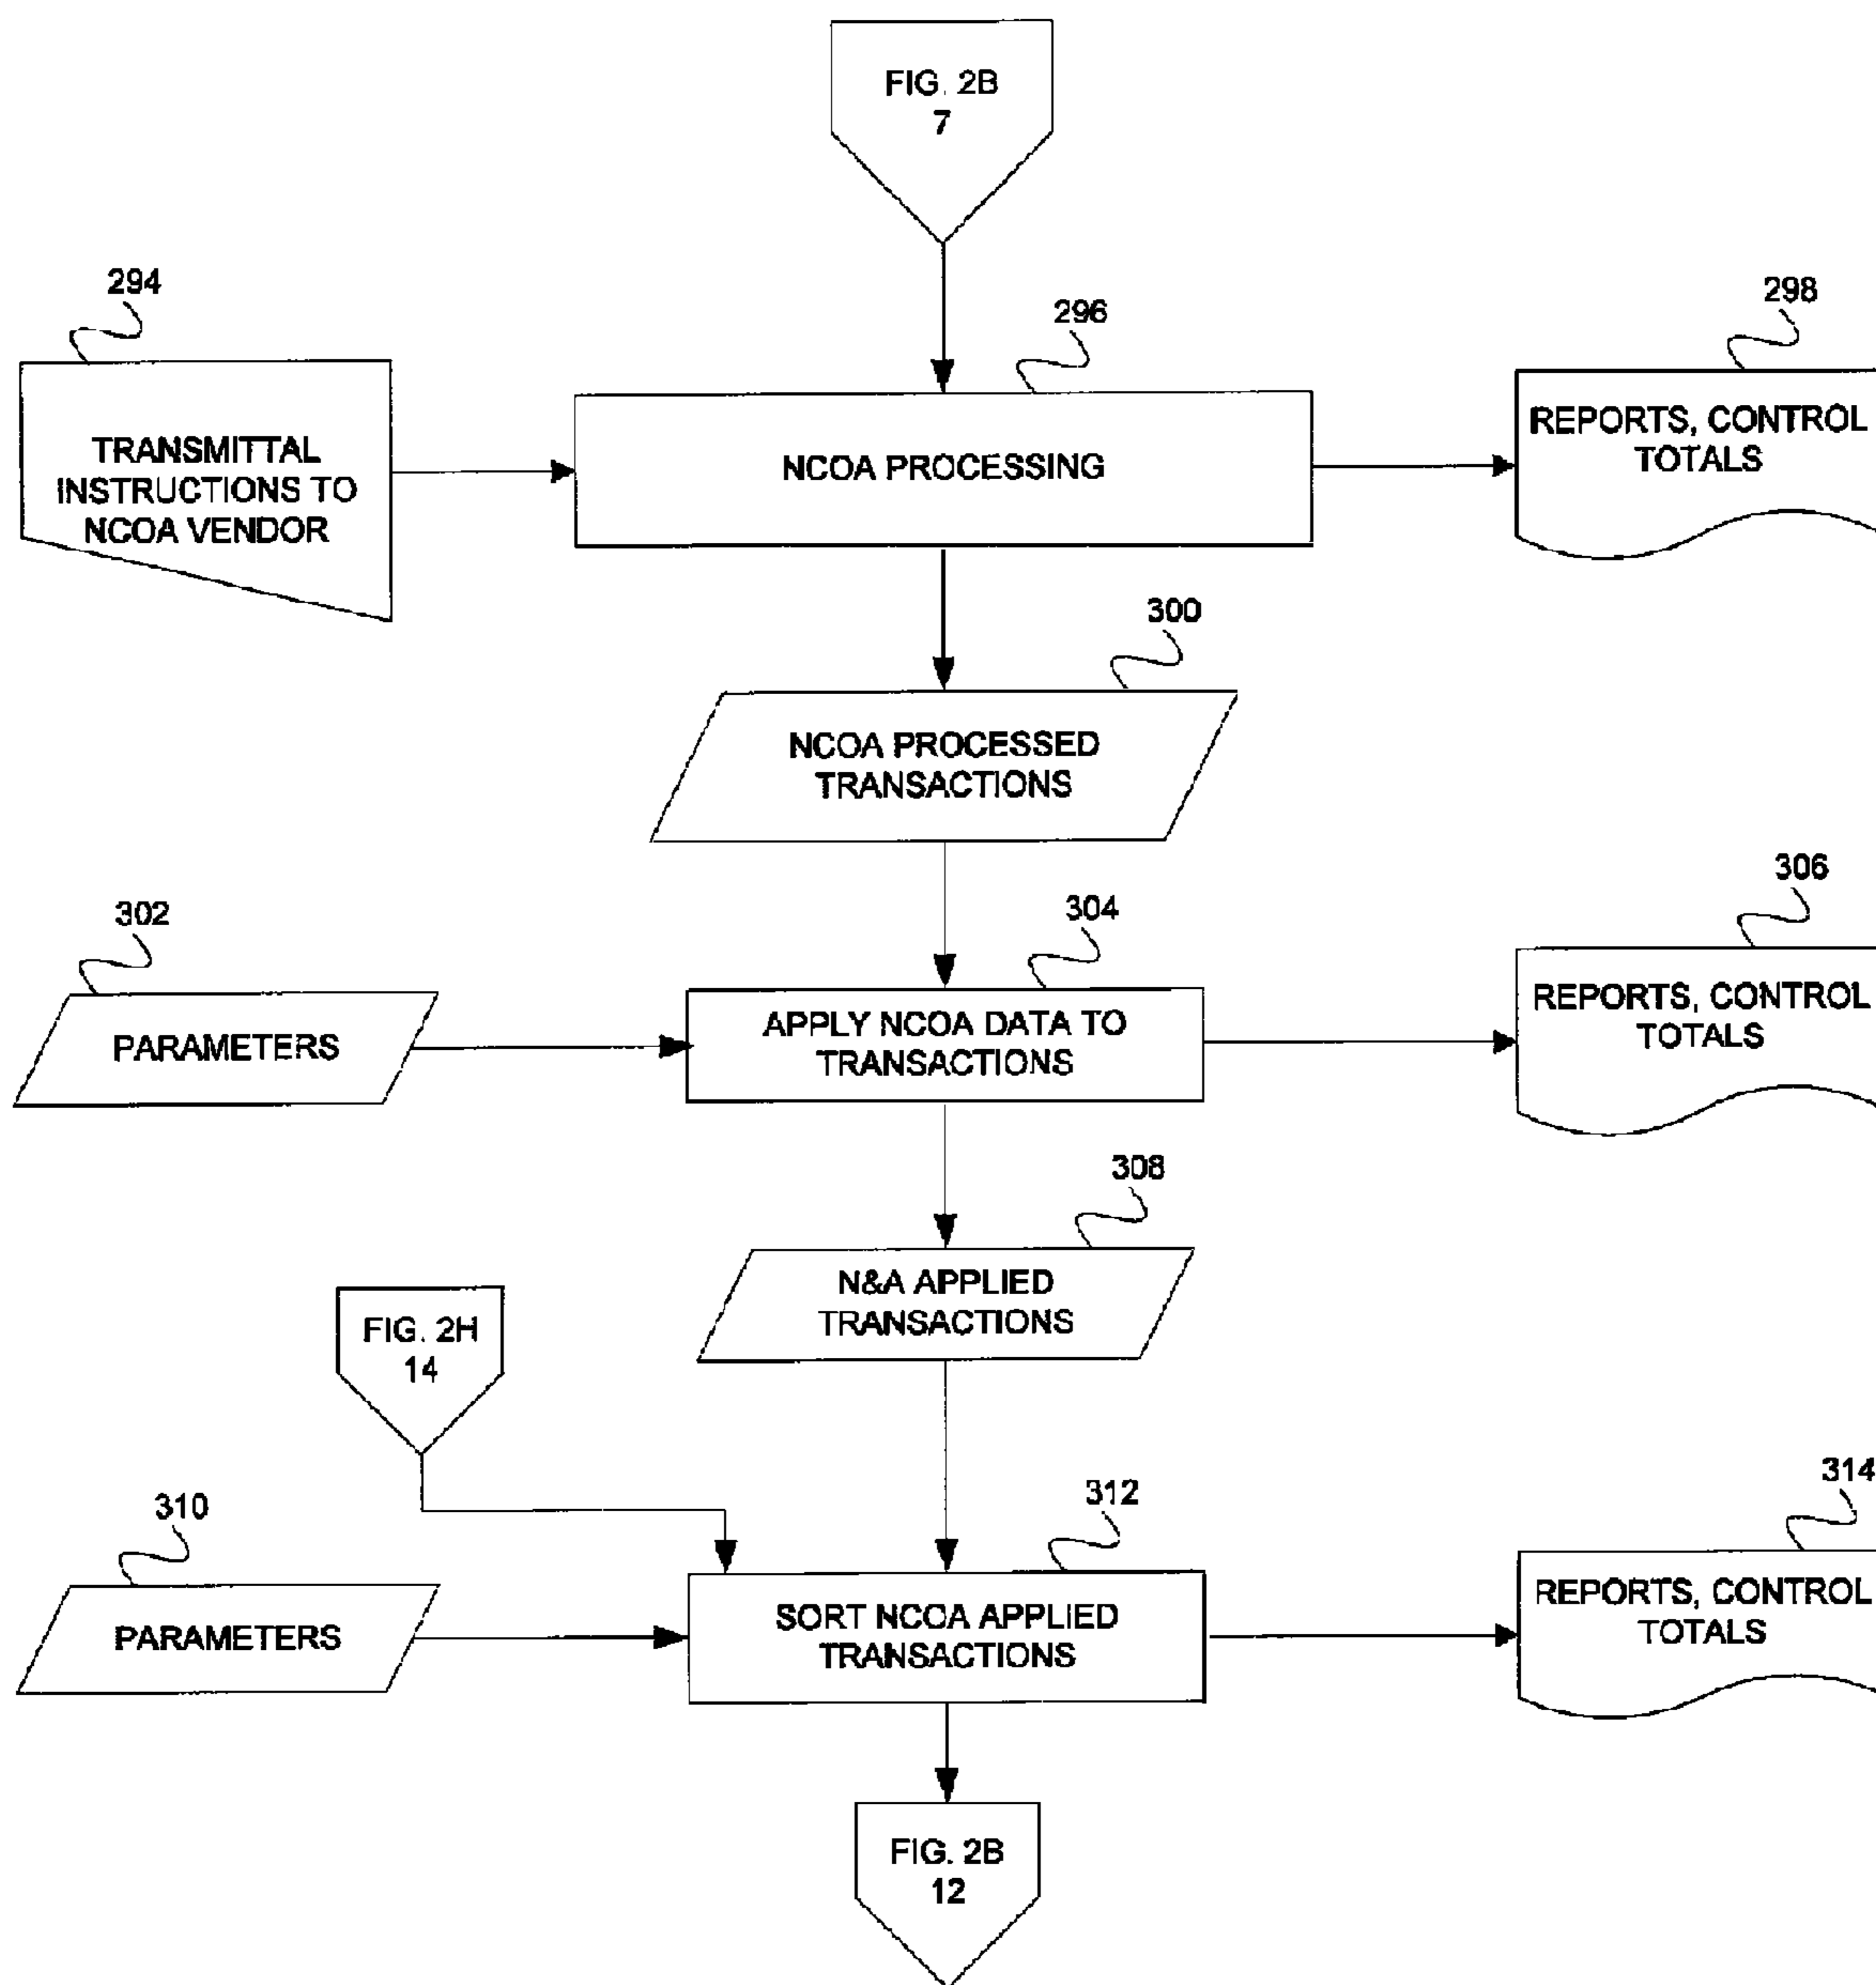 FIG. 2B
7
294
296
298
TRANSMITTAL
INSTRUCTIONS TO
NCOA VENDOR
NCOA PROCESSING
REPORTS, CONTROL
TOTALS
300
NCOA PROCESSED
TRANSACTIONS
302
304
306
PARAMETERS
APPLY NCOA DATA TO
TRANSACTIONS
REPORTS, CONTROL
TOTALS
308
N&A APPLIED
TRANSACTIONS
FIG. 2H
14
310
312
314
PARAMETERS
SORT NCOA APPLIED
TRANSACTIONS
REPORTS, CONTROL
TOTALS
FIG. 2B
12